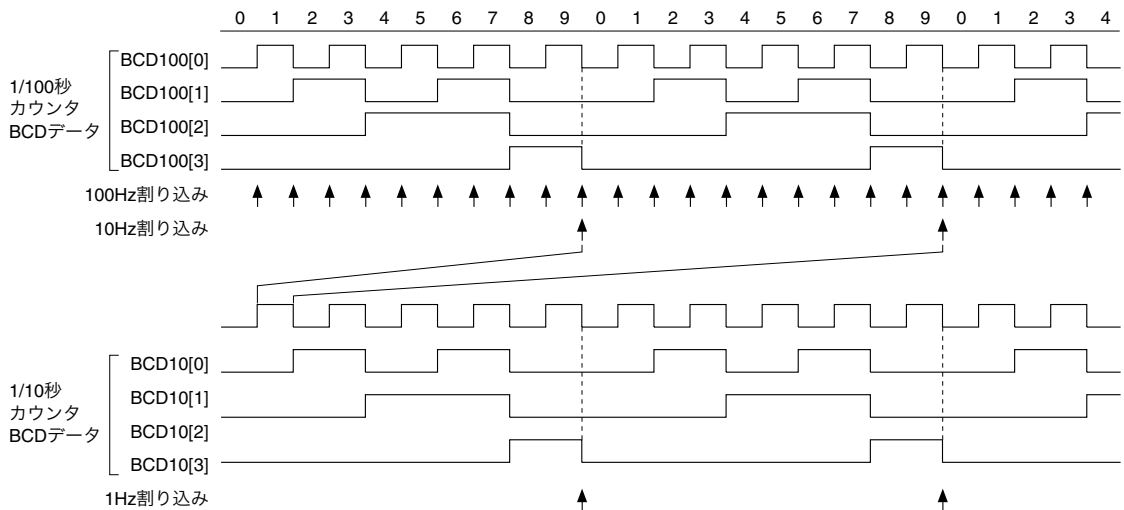 0 1 2 3 4 5 6 7 8 9 0 1 2 3 4 5 6 7 8 9 0 1 2 3 4
1/100秒
カウンタ
BCDデータ
BCD100[0]
BCD100[1]
BCD100[2]
BCD100[3]
100Hz割り込み
10Hz割り込み
1/10秒
カウンタ
BCDデータ
BCD10[0]
BCD10[1]
BCD10[2]
BCD10[3]
1Hz割り込み